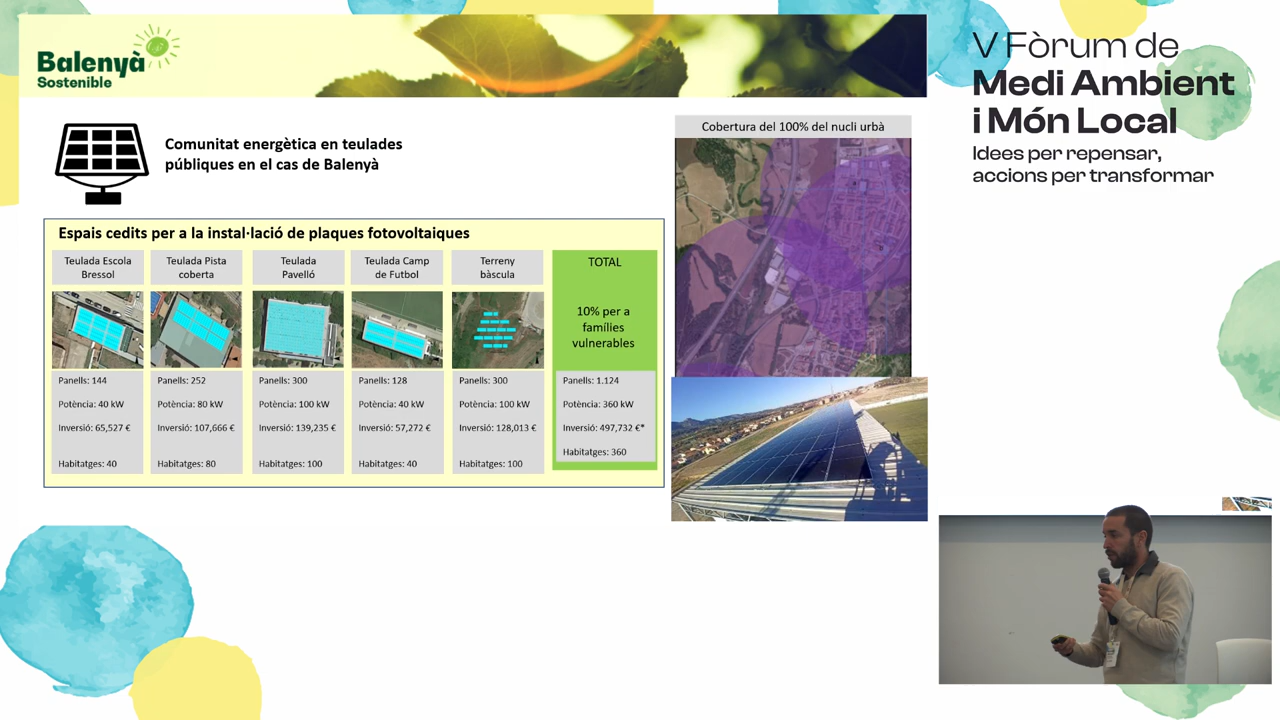 Balenyà
Sostenible
Comunitat energètica en teulades
públiques en el cas de Balenyà
Espais cedits per a la instal·lació de plaques fotovoltaiques
Teulada Escola
Bressol
Panells: 144
Potència: 40 kW
Inversió: 65,527 €
Habitatges: 40
Teulada Pista
coberta
Panells: 252
Potència: 80 kW
Inversió: 107,666 €
Habitatges: 80
Teulada
Pavelló
Panells: 300
Potència: 100 kW
Inversió: 139,235 €
Habitatges: 100
Teulada Camp
de Futbol
Panells: 128
Potència: 40 kW
Inversió: 57,272 €
Habitatges: 40
Terreny
bàscula
Panells: 300
Potència: 100 kW
Inversió: 128,013 €
Habitatges: 100
TOTAL
10% per a
famílies
vulnerables
Panells: 1.124
Potència: 360 kW
Inversió: 497,732 €*
Habitatges: 360
Cobertura del 100% del nucli urbà
V Fòrum de
Medi Ambient
i Món Local
Idees per repensar,
accions per transformar